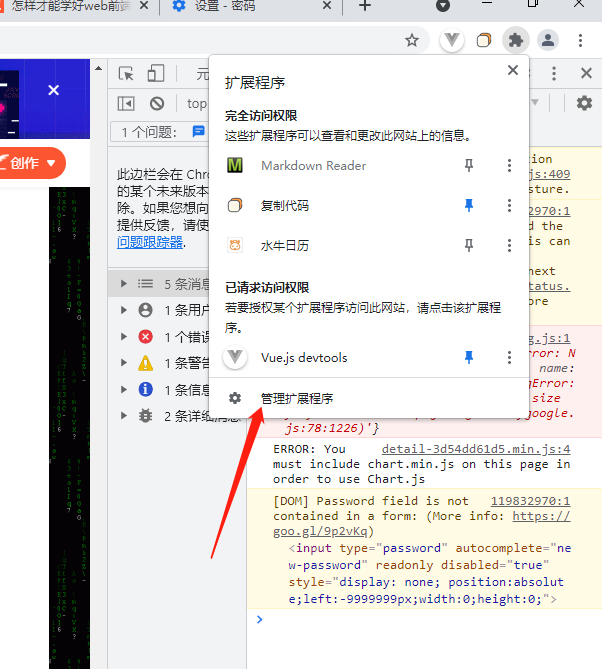 怎样才能学好web前端
设置 - 密码
创作
元
top
1 个问题:
此边栏会在 Chro
的某个未来版本
除。如果您想向
提供反馈，请使
问题跟踪器.
5 条消息
1 条用户
1 个错误
1 条警告
1 条信息
2 条详细消息
扩展程序
完全访问权限
这些扩展程序可以查看和更改此网站上的信息。
Markdown Reader
复制代码
水牛日历
已请求访问权限
若要授权某个扩展程序访问此网站，请点击该扩展程
序。
Vue.js devtools
管理扩展程序
tion
js:409
sture.
2970:1
d the
is can
next
tatus.
ore
g.js:1
rror: N
name:
gError:
size
google.
js:78:1226)'}
ERROR: You detail-3d54dd61d5.min.js:4
must include chart.min.js on this page in
order to use Chart.js
[DOM] Password field is not 119832970:1
contained in a form: (More info: https://
goo.gl/9p2vKq)
<input type="password" autocomplete="ne
w-password" readonly disabled="true"
style="display: none; position:absolut
e;left:-9999999px;width:0;height:0;">